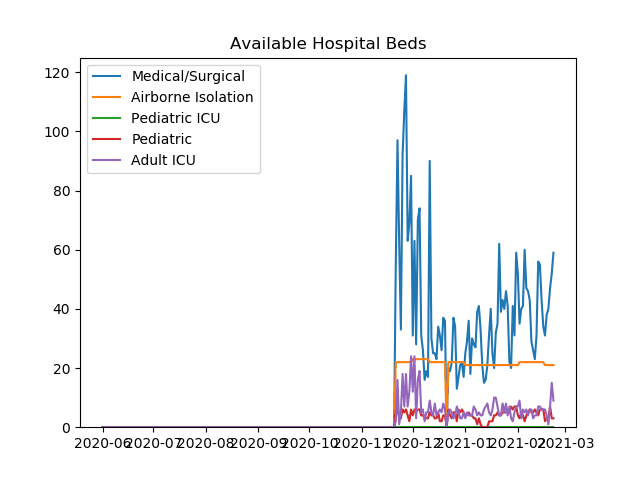 Available Hospital Beds
120
100
80
60
40
20
0
Medical/Surgical
Airborne Isolation
Pediatric ICU
Pediatric
Adult ICU
2020-06 2020-07 2020-08 2020-09 2020-10 2020-11 2020-12 2021-01 2021-02 2021-03